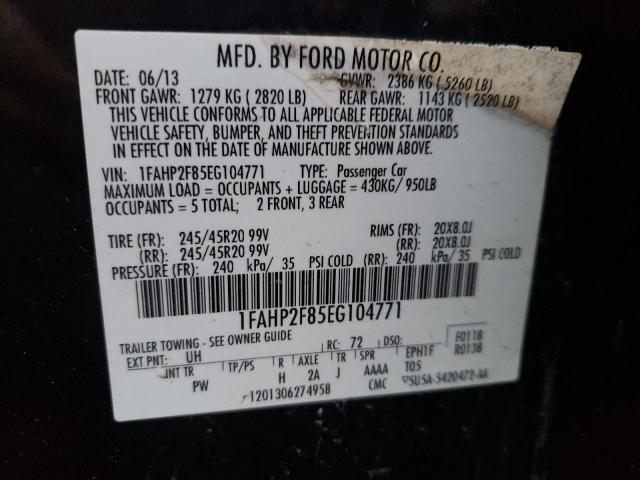 MFD. BY FORD MOTOR CO.
DATE: 06/13 GVWR: 2386 KG ( 5260 LB)
FRONT GAWR: 1279 KG ( 2820 LB) REAR GAWR: 1143 KG ( 2520 LB)
THIS VEHICLE CONFORMS TO ALL APPLICABLE FEDERAL MOTOR
VEHICLE SAFETY, BUMPER, AND THEFT PREVENTION STANDARDS
IN EFFECT ON THE DATE OF MANUFACTURE SHOWN ABOVE.
VIN: 1FAHP2F85EG104771 TYPE: Passenger Car
MAXIMUM LOAD = OCCUPANTS + LUGGAGE = 430KG/ 950LB
OCCUPANTS = 5 TOTAL; 2 FRONT, 3 REAR
TIRE (FR): 245/45R20 99V RIMS (FR): 20X8.0J
(RR): 245/45R20 99V (RR): 20X8.0J
PRESSURE (FR): 240 kPa/ 35 PSI COLD (RR): 240 kPa/ 35 PSI COLD
1FAHP2F85EG104771
TRAILER TOWING - SEE OWNER GUIDE F0118
EXT PNT: UH RC: 72 DSO: R0138
INT TR TP/PS R AXLE TR SPR EPH1F
PW H 2A J AAAA T05
1201306274958 CMC 5U5A-5420472-AA